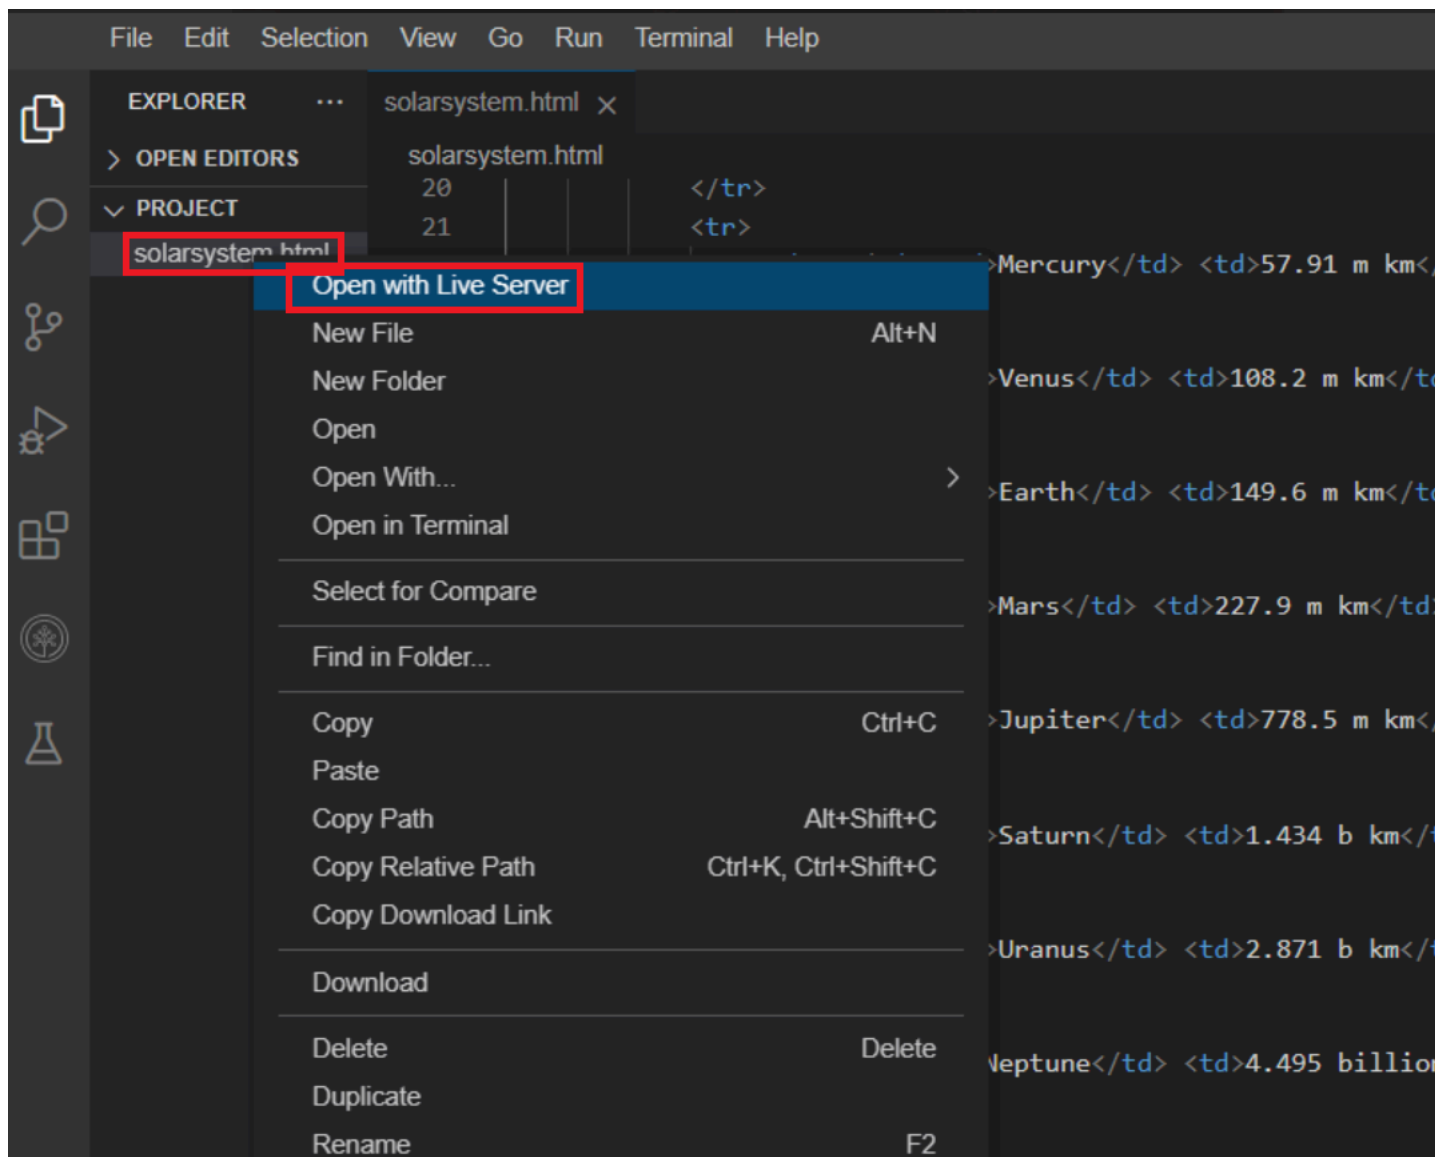 File Edit Selection View Go Run Terminal Help
EXPLORER ··· solarsystem.html ×
OPEN EDITORS
PROJECT
solarsystem.html
solarsystem.html
20 </tr>
21 <tr>
>Mercury</td> <td>57.91 m km</
>Venus</td> <td>108.2 m km</td
>Earth</td> <td>149.6 m km</td
>Mars</td> <td>227.9 m km</td>
>Jupiter</td> <td>778.5 m km</
>Saturn</td> <td>1.434 b km</t
>Uranus</td> <td>2.871 b km</t
Neptune</td> <td>4.495 billion
Open with Live Server
New File Alt+N
New Folder
Open
Open With...
Open in Terminal
Select for Compare
Find in Folder...
Copy Ctrl+C
Paste
Copy Path Alt+Shift+C
Copy Relative Path Ctrl+K, Ctrl+Shift+C
Copy Download Link
Download
Delete Delete
Duplicate
Rename F2